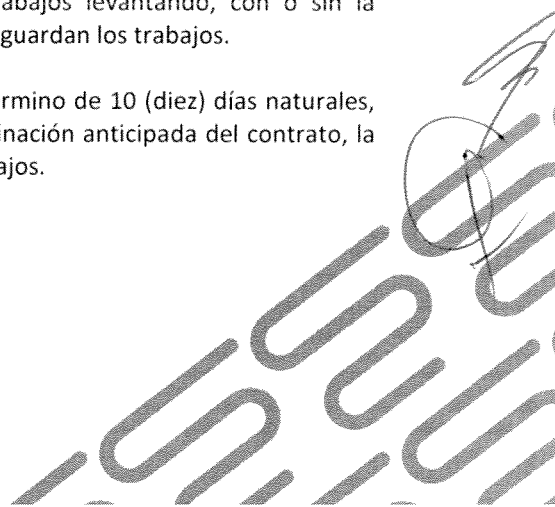 abajos levantando, con o sin la
guardan los trabajos.
rmino de 10 (diez) días naturales,
inación anticipada del contrato, la
ajos.